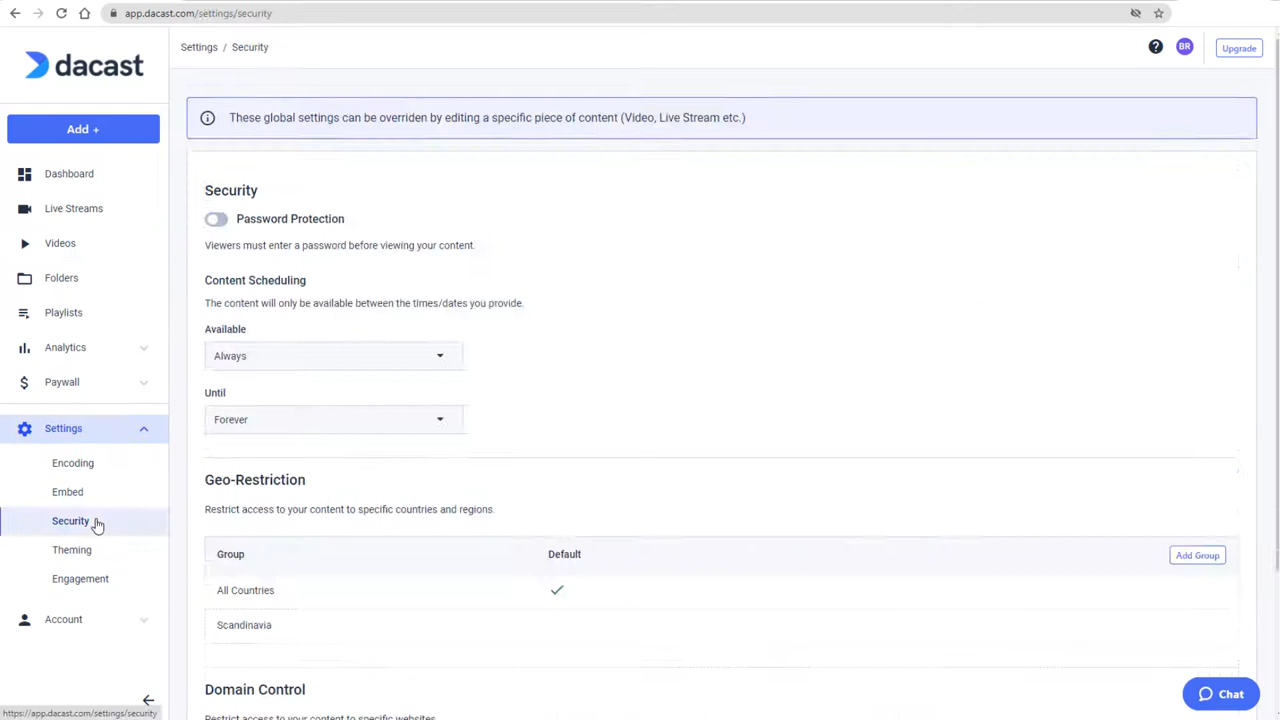 app.dacast.com/settings/security
dacast
Settings / Security
BR
Upgrade
Add +
Dashboard
Live Streams
Videos
Folders
Playlists
Analytics
Paywall
Settings
Encoding
Embed
Security
Theming
Engagement
Account
https://app.dacast.com/settings/security
These global settings can be overriden by editing a specific piece of content (Video, Live Stream etc.)
Security
Password Protection
Viewers must enter a password before viewing your content.
Content Scheduling
The content will only be available between the times/dates you provide.
Available
Always
Until
Forever
Geo-Restriction
Restrict access to your content to specific countries and regions.
Group Default Add Group
All Countries
Scandinavia
Domain Control
Restrict access to your content to specific websites.
Chat